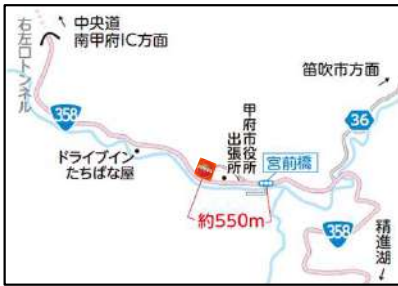 中央道
南甲府IC方面
右左口トンネル
笛吹市方面
358
36
甲府市役所
出張所
宮前橋
ドライブイン
たちばな屋
約550m
358
精進湖